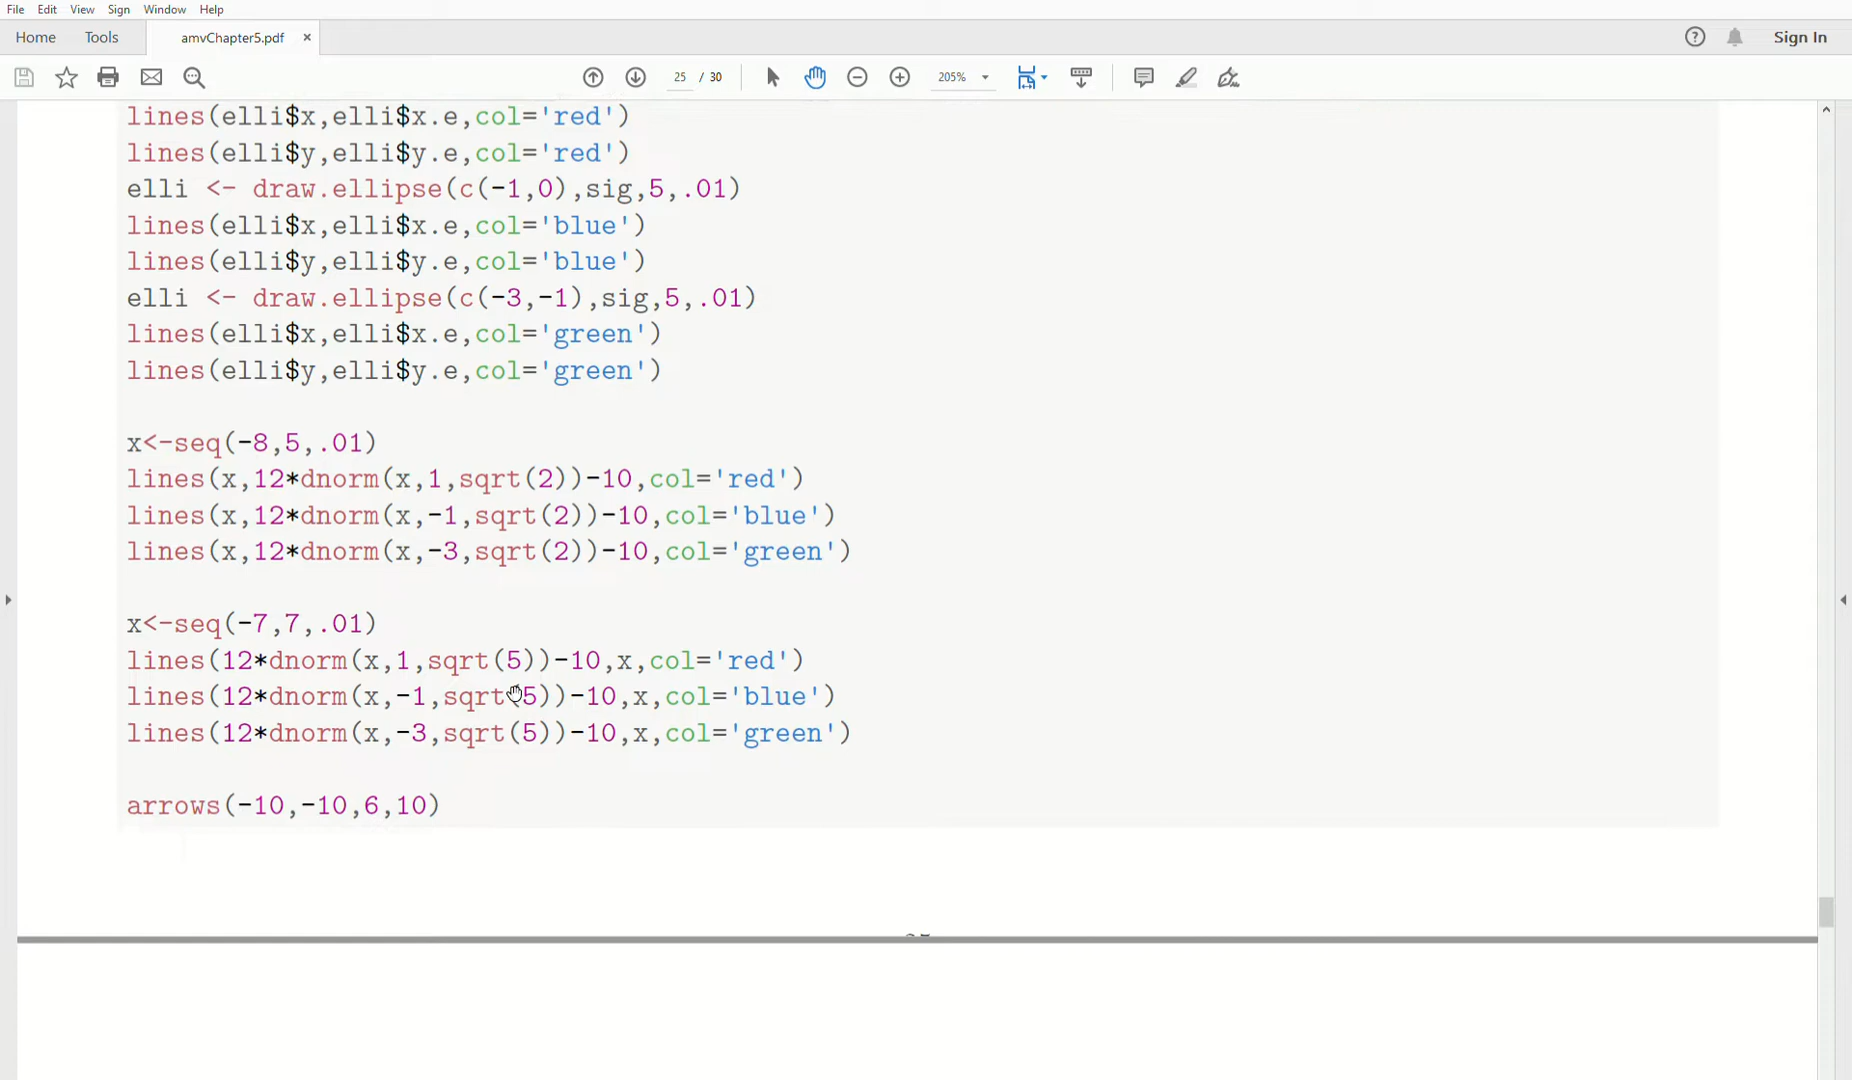 File Edit View Sign Window Help
Home Tools amvChapter5.pdf × Sign In
25 / 30 205%
lines(elli$x,elli$x.e,col='red')
lines(elli$y,elli$y.e,col='red')
elli <- draw.ellipse(c(-1,0),sig,5,.01)
lines(elli$x,elli$x.e,col='blue')
lines(elli$y,elli$y.e,col='blue')
elli <- draw.ellipse(c(-3,-1),sig,5,.01)
lines(elli$x,elli$x.e,col='green')
lines(elli$y,elli$y.e,col='green')
x<-seq(-8,5,.01)
lines(x,12*dnorm(x,1,sqrt(2))-10,col='red')
lines(x,12*dnorm(x,-1,sqrt(2))-10,col='blue')
lines(x,12*dnorm(x,-3,sqrt(2))-10,col='green')
x<-seq(-7,7,.01)
lines(12*dnorm(x,1,sqrt(5))-10,x,col='red')
lines(12*dnorm(x,-1,sqrt(5))-10,x,col='blue')
lines(12*dnorm(x,-3,sqrt(5))-10,x,col='green')
arrows(-10,-10,6,10)